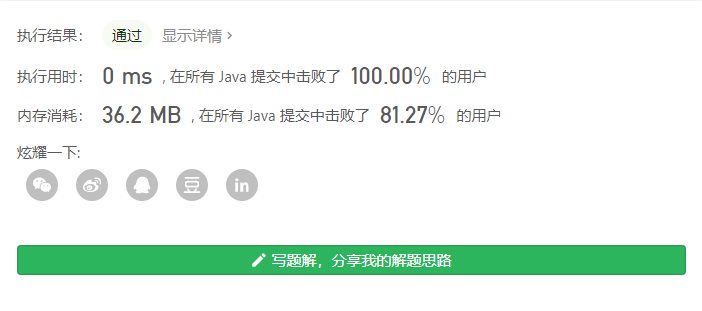 执行结果： 通过 显示详情 ›
执行用时： 0 ms , 在所有 Java 提交中击败了 100.00% 的用户
内存消耗： 36.2 MB , 在所有 Java 提交中击败了 81.27% 的用户
炫耀一下:
豆 in
写题解，分享我的解题思路